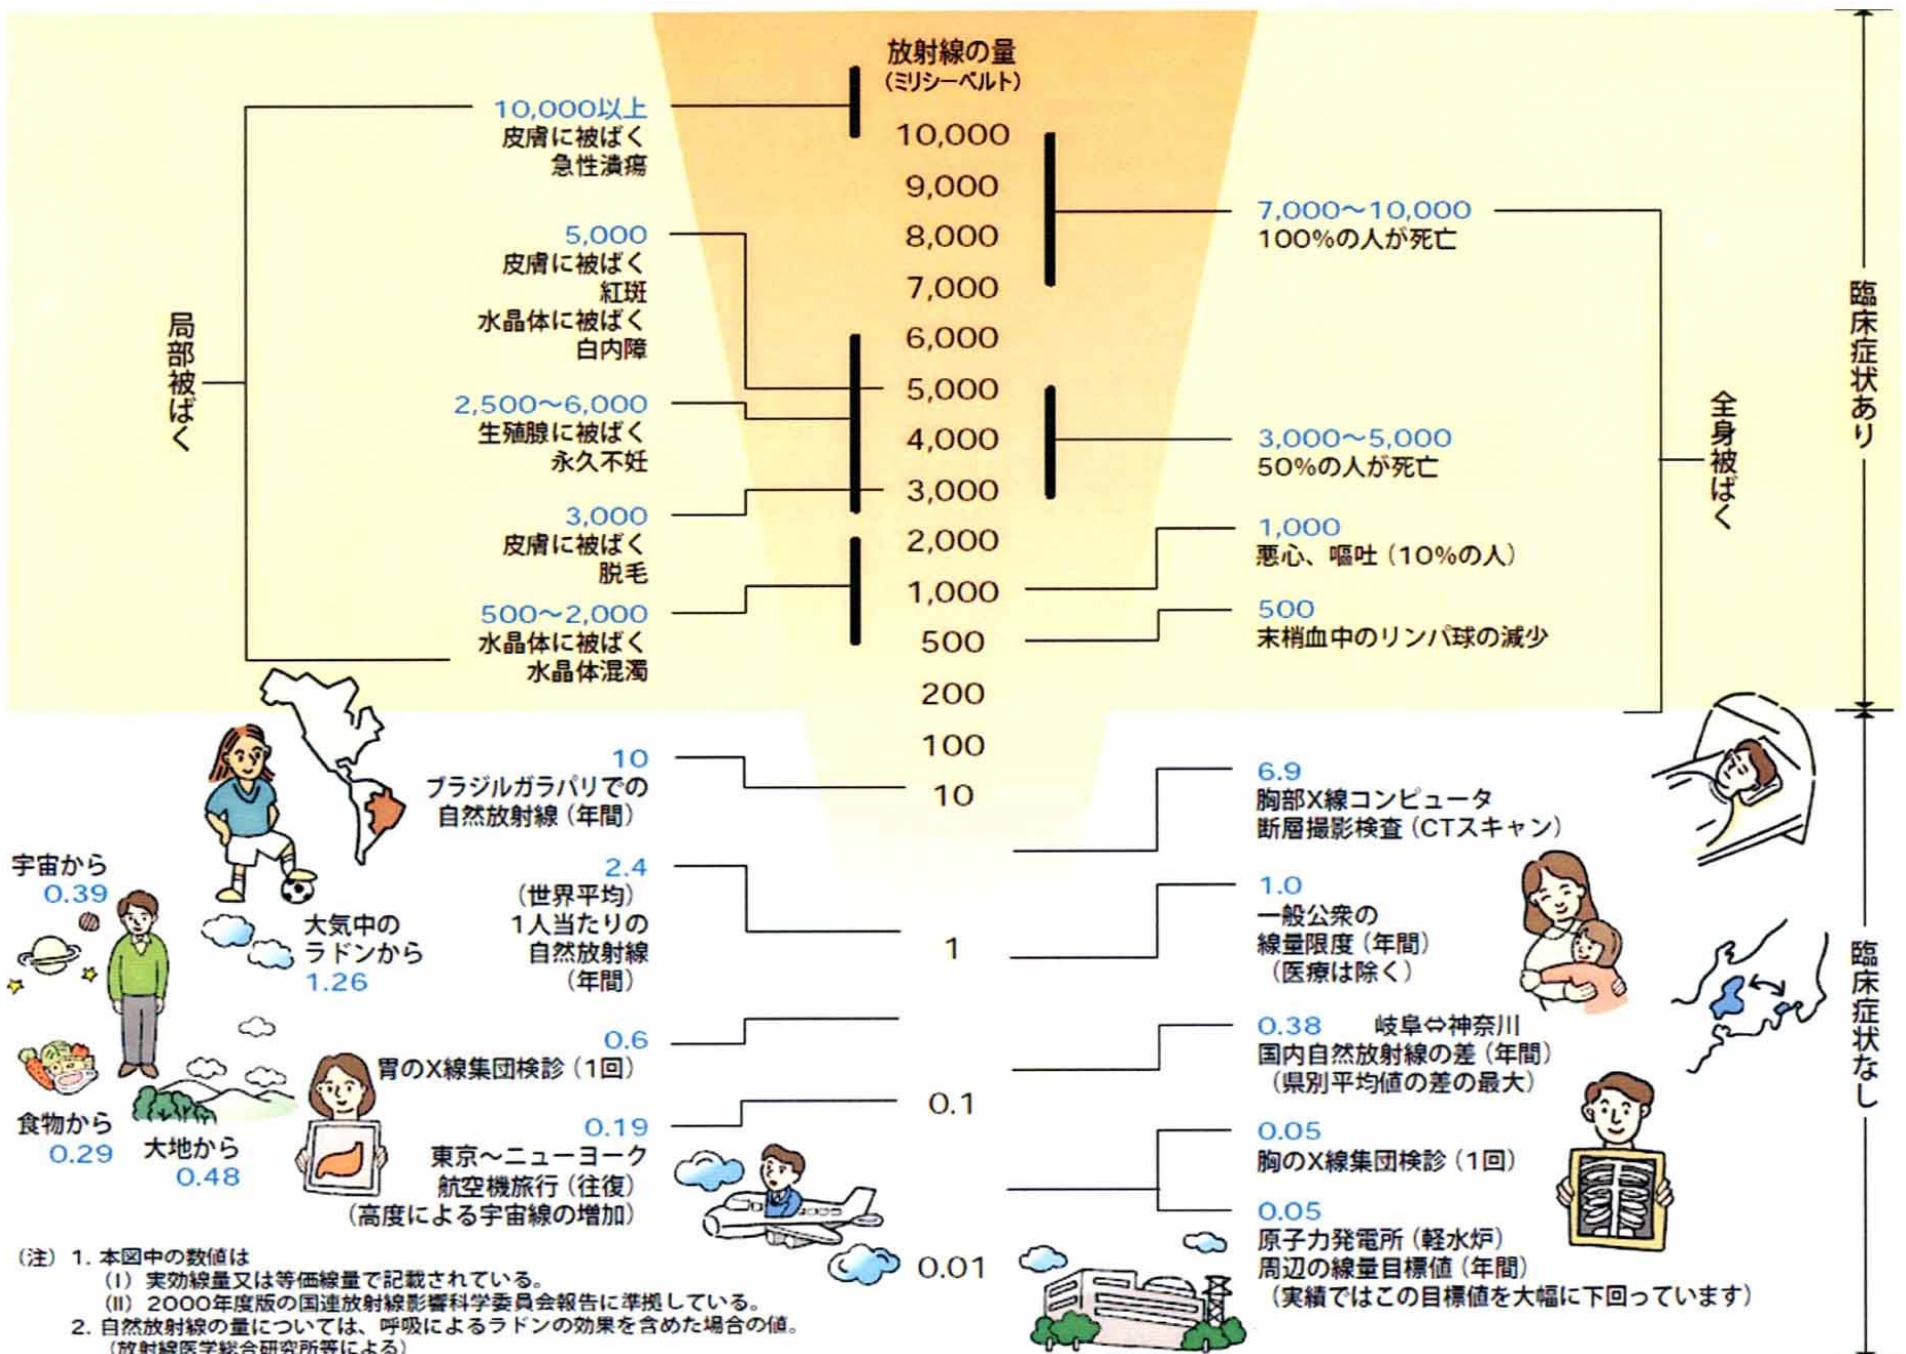 放射線の量
(ミリシーベルト)
10,000
9,000
8,000
7,000
6,000
5,000
4,000
3,000
2,000
1,000
500
200
100
10
1
0.1
0.01
局部被ばく
10,000以上
皮膚に被ばく
急性潰瘍
5,000
皮膚に被ばく
紅斑
水晶体に被ばく
白内障
2,500～6,000
生殖腺に被ばく
永久不妊
3,000
皮膚に被ばく
脱毛
500～2,000
水晶体に被ばく
水晶体混濁
7,000～10,000
100%の人が死亡
3,000～5,000
50%の人が死亡
1,000
悪心、嘔吐（10%の人）
500
末梢血中のリンパ球の減少
全身被ばく
臨床症状あり
臨床症状なし
10
ブラジルガラパリでの
自然放射線（年間）
2.4
（世界平均）
1人当たりの
自然放射線
（年間）
宇宙から
0.39
大気中の
ラドンから
1.26
食物から
0.29
大地から
0.48
0.6
胃のX線集団検診（1回）
0.19
東京～ニューヨーク
航空機旅行（往復）
（高度による宇宙線の増加）
6.9
胸部X線コンピュータ
断層撮影検査（CTスキャン）
1.0
一般公衆の
線量限度（年間）
（医療は除く）
0.38 岐阜⇔神奈川
国内自然放射線の差（年間）
（県別平均値の差の最大）
0.05
胸のX線集団検診（1回）
0.05
原子力発電所（軽水炉）
周辺の線量目標値（年間）
（実績ではこの目標値を大幅に下回っています）
（注）1. 本図中の数値は
（I）実効線量又は等価線量で記載されている。
（II）2000年度版の国連放射線影響科学委員会報告に準拠している。
2. 自然放射線の量については、呼吸によるラドンの効果を含めた場合の値。
（放射線医学総合研究所等による）